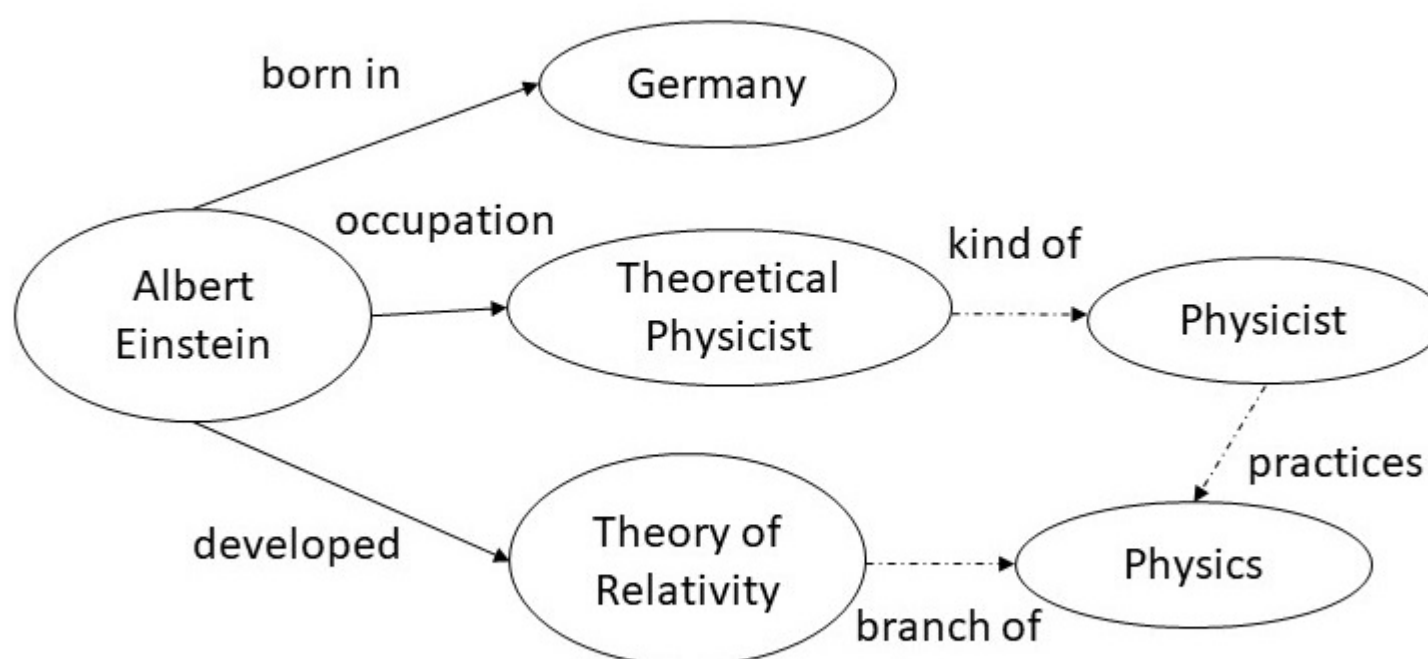 born in
Germany
occupation
kind of
Albert
Einstein
Theoretical
Physicist
Physicist
practices
developed
Theory of
Relativity
Physics
branch of